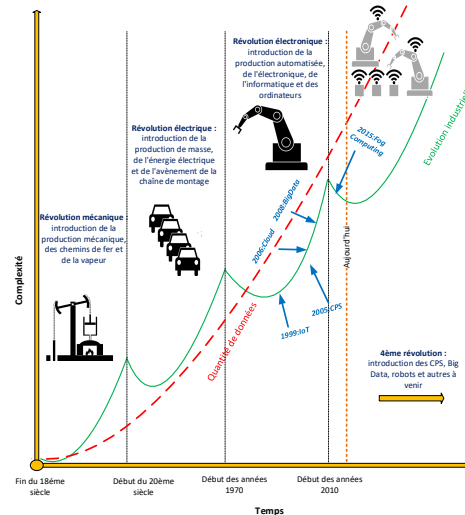 Révolution électronique :
introduction de la
production automatisée,
de l'électronique, de
l'informatique et des
ordinateurs
Révolution électrique :
introduction de la
production de masse,
de l'énergie électrique
et de l'avènement de la
chaîne de montage
Révolution mécanique :
introduction de la
production mécanique,
des chemins de fer et
de la vapeur
2015:Fog
Computing
2008:BigData
2006:Cloud
2005:CPS
1999:IoT
Aujourd'hui
Quantité de données
4ème révolution :
introduction des CPS, Big
Data, robots et autres à
venir
Complexité
Fin du 18éme
siècle
Début du 20ème
siècle
Début des années
1970
Début des années
2010
Temps
Evolution